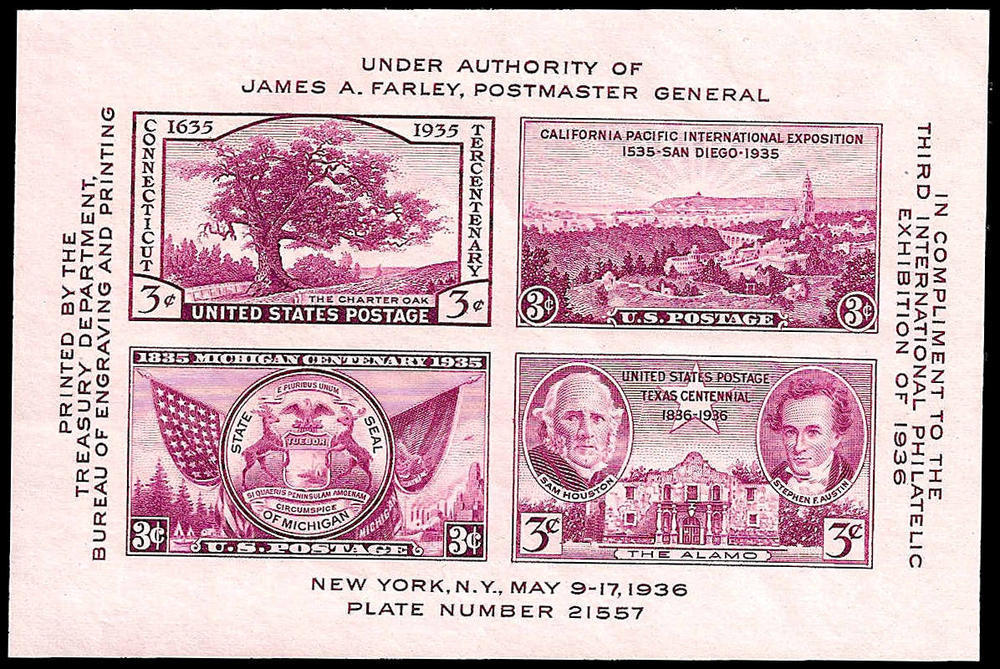 UNDER AUTHORITY OF
JAMES A. FARLEY, POSTMASTER GENERAL
PRINTED BY THE
TREASURY DEPARTMENT,
BUREAU OF ENGRAVING AND PRINTING
CONNECTICUT
1635
1935
TERCENTENARY
THE CHARTER OAK
3¢
3¢
UNITED STATES POSTAGE
CALIFORNIA PACIFIC INTERNATIONAL EXPOSITION
1535-SAN DIEGO-1935
3¢
U.S. POSTAGE
3¢
1835 MICHIGAN CENTENARY 1935
E PLURIBUS UNUM
STATE
SEAL
TUEBOR
SI QUAERIS PENINSULAM AMOENAM
CIRCUMSPICE
OF MICHIGAN
MICHIGAN
3¢
U.S. POSTAGE
3¢
UNITED STATES POSTAGE
TEXAS CENTENNIAL
1836-1936
SAM HOUSTON
STEPHEN F. AUSTIN
3¢
THE ALAMO
3¢
IN COMPLIMENT TO THE
THIRD INTERNATIONAL PHILATELIC
EXHIBITION OF 1936
NEW YORK, N.Y., MAY 9-17, 1936
PLATE NUMBER 21557